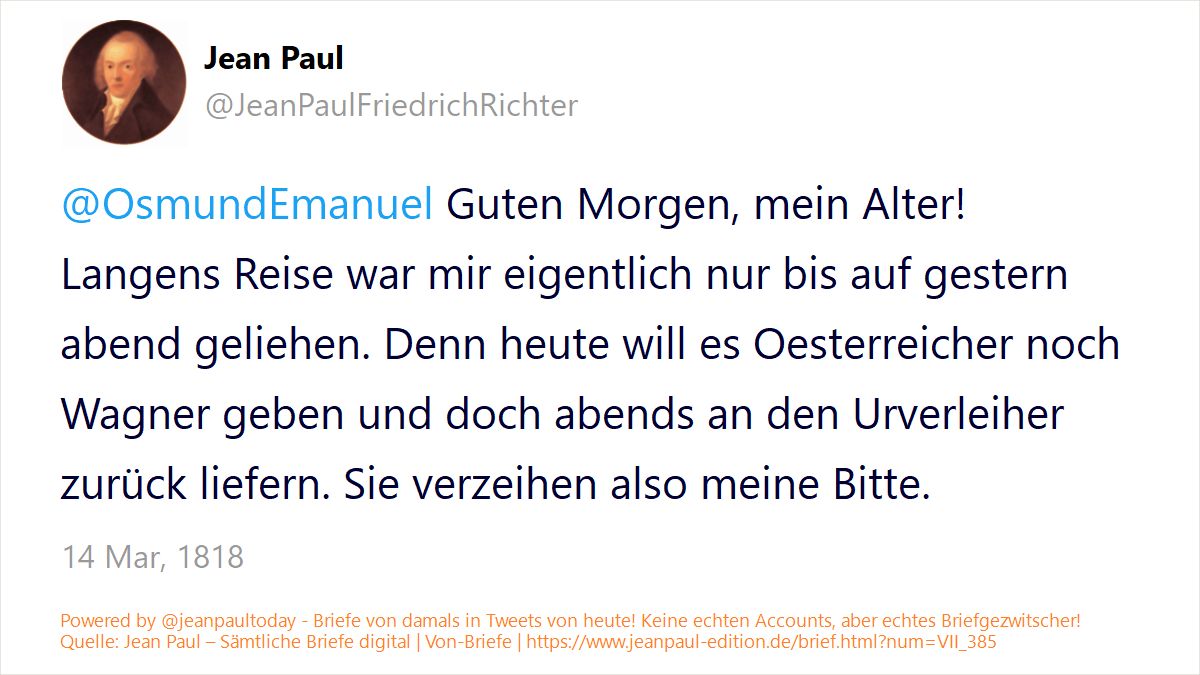 Jean Paul
@JeanPaulFriedrichRichter
@OsmundEmanuel Guten Morgen, mein Alter!
Langens Reise war mir eigentlich nur bis auf gestern
abend geliehen. Denn heute will es Oesterreicher noch
Wagner geben und doch abends an den Urverleiher
zurück liefern. Sie verzeihen also meine Bitte.
14 Mar, 1818
Powered by @jeanpaultoday - Briefe von damals in Tweets von heute! Keine echten Accounts, aber echtes Briefgezwitscher!
Quelle: Jean Paul – Sämtliche Briefe digital | Von-Briefe | https://www.jeanpaul-edition.de/brief.html?num=VII_385